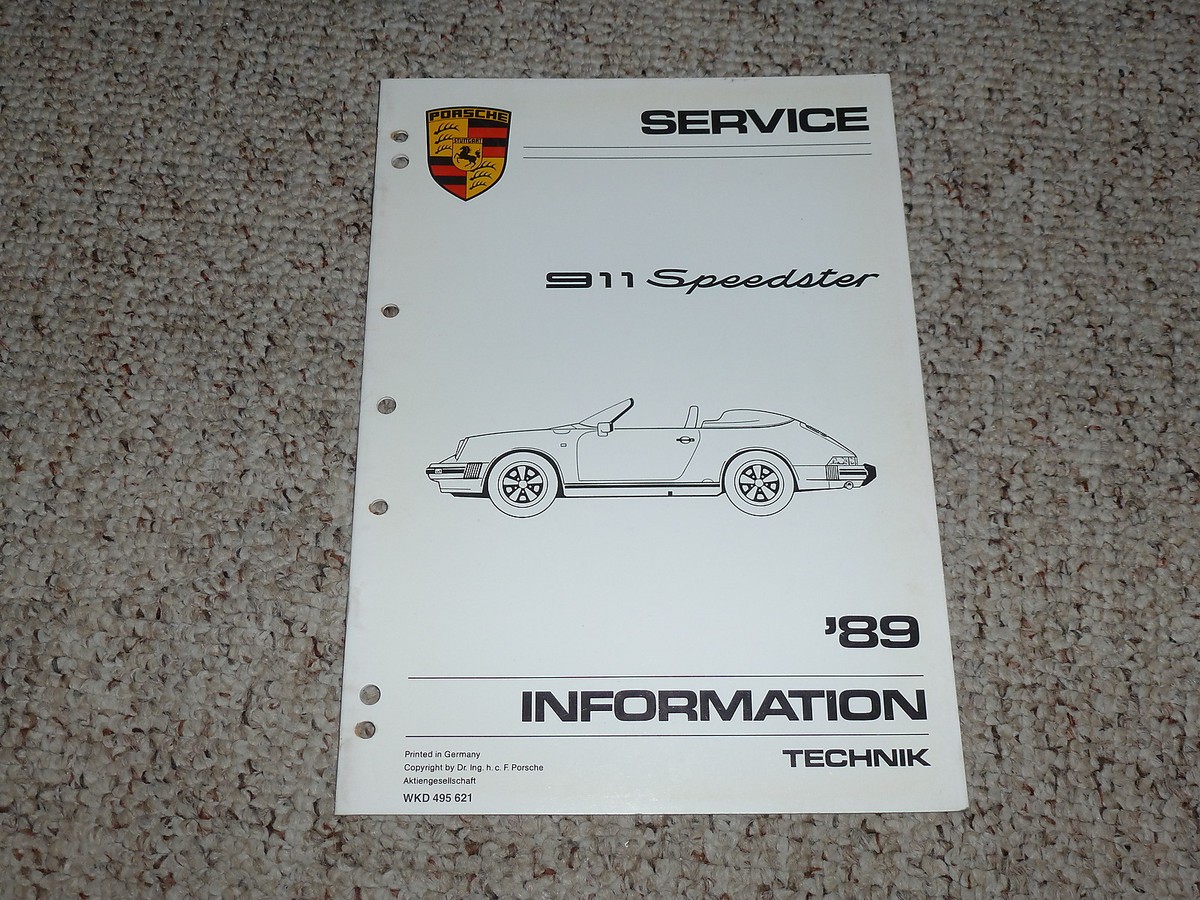 PORSCHE
STUTTGART
SERVICE
911 Speedster
'89
INFORMATION
TECHNIK
Printed in Germany
Copyright by Dr. Ing. h. c. F. Porsche
Aktiengesellschaft
WKD 495 621